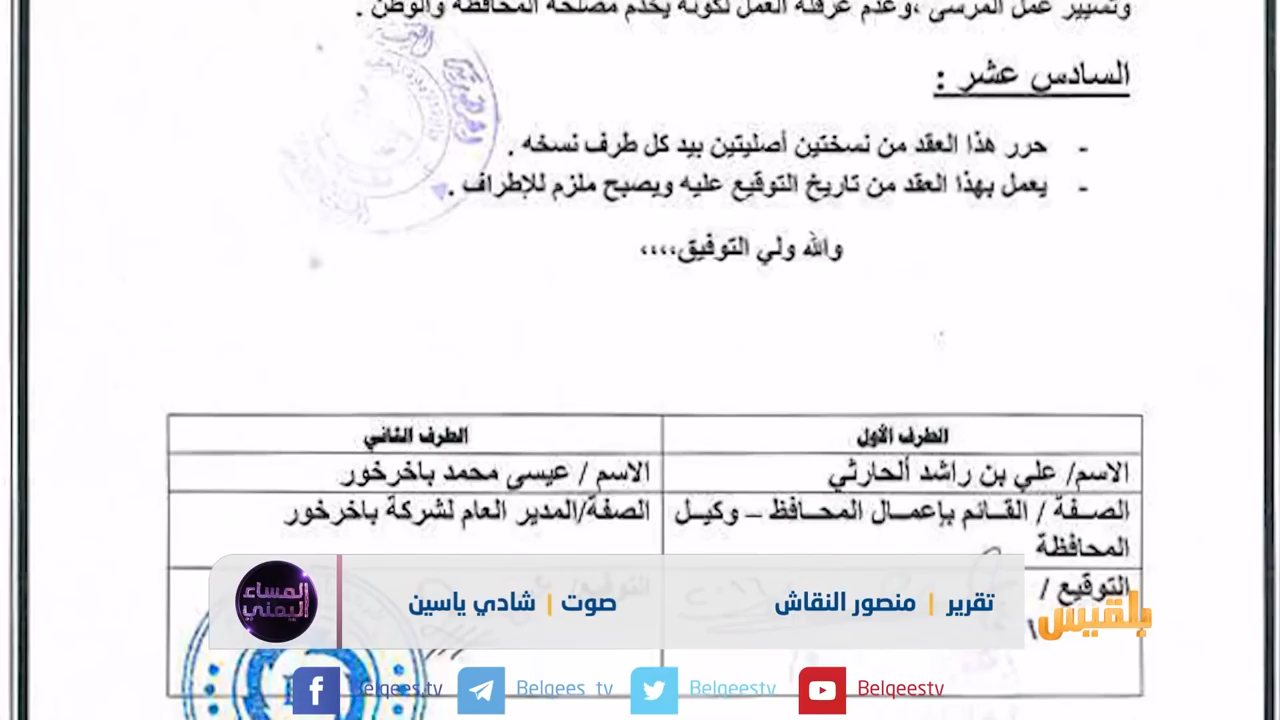 وتسيير عمل المرسى ،وعدم عرقلة العمل لكونه يخدم مصلحة المحافظة والوطن .
السادس عشر :
- حرر هذا العقد من نسختين أصليتين بيد كل طرف نسخه .
- يعمل بهذا العقد من تاريخ التوقيع عليه ويصبح ملزم للإطراف .
والله ولي التوفيق،،،،
الطرف الأول
الطرف الثاني
الاسم/ علي بن راشد ألحارثي
الاسم / عيسى محمد باخرخور
الصفة / القائم بإعمال المحافظ – وكيل
المحافظة
الصفة/المدير العام لشركة باخرخور
التوقيع /
التوقيع/
المساء
اليمني
تقرير | منصور النقاش
صوت | شادي ياسين
بلقيس
Belqees.tv
Belqees_tv
Belqeestv
Belqeestv